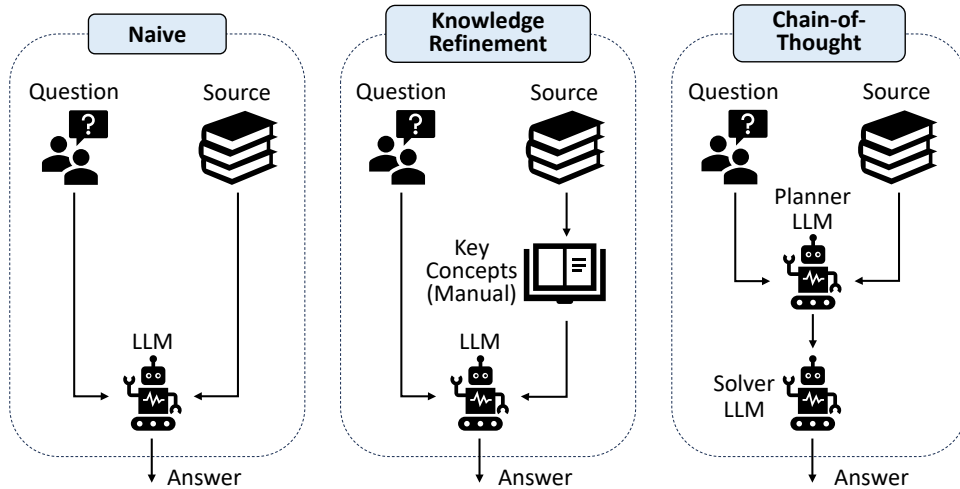 Naive
Question
Source
LLM
Answer
Knowledge
Refinement
Question
Source
Key
Concepts
(Manual)
LLM
Answer
Chain-of-
Thought
Question
Source
Planner
LLM
Solver
LLM
Answer